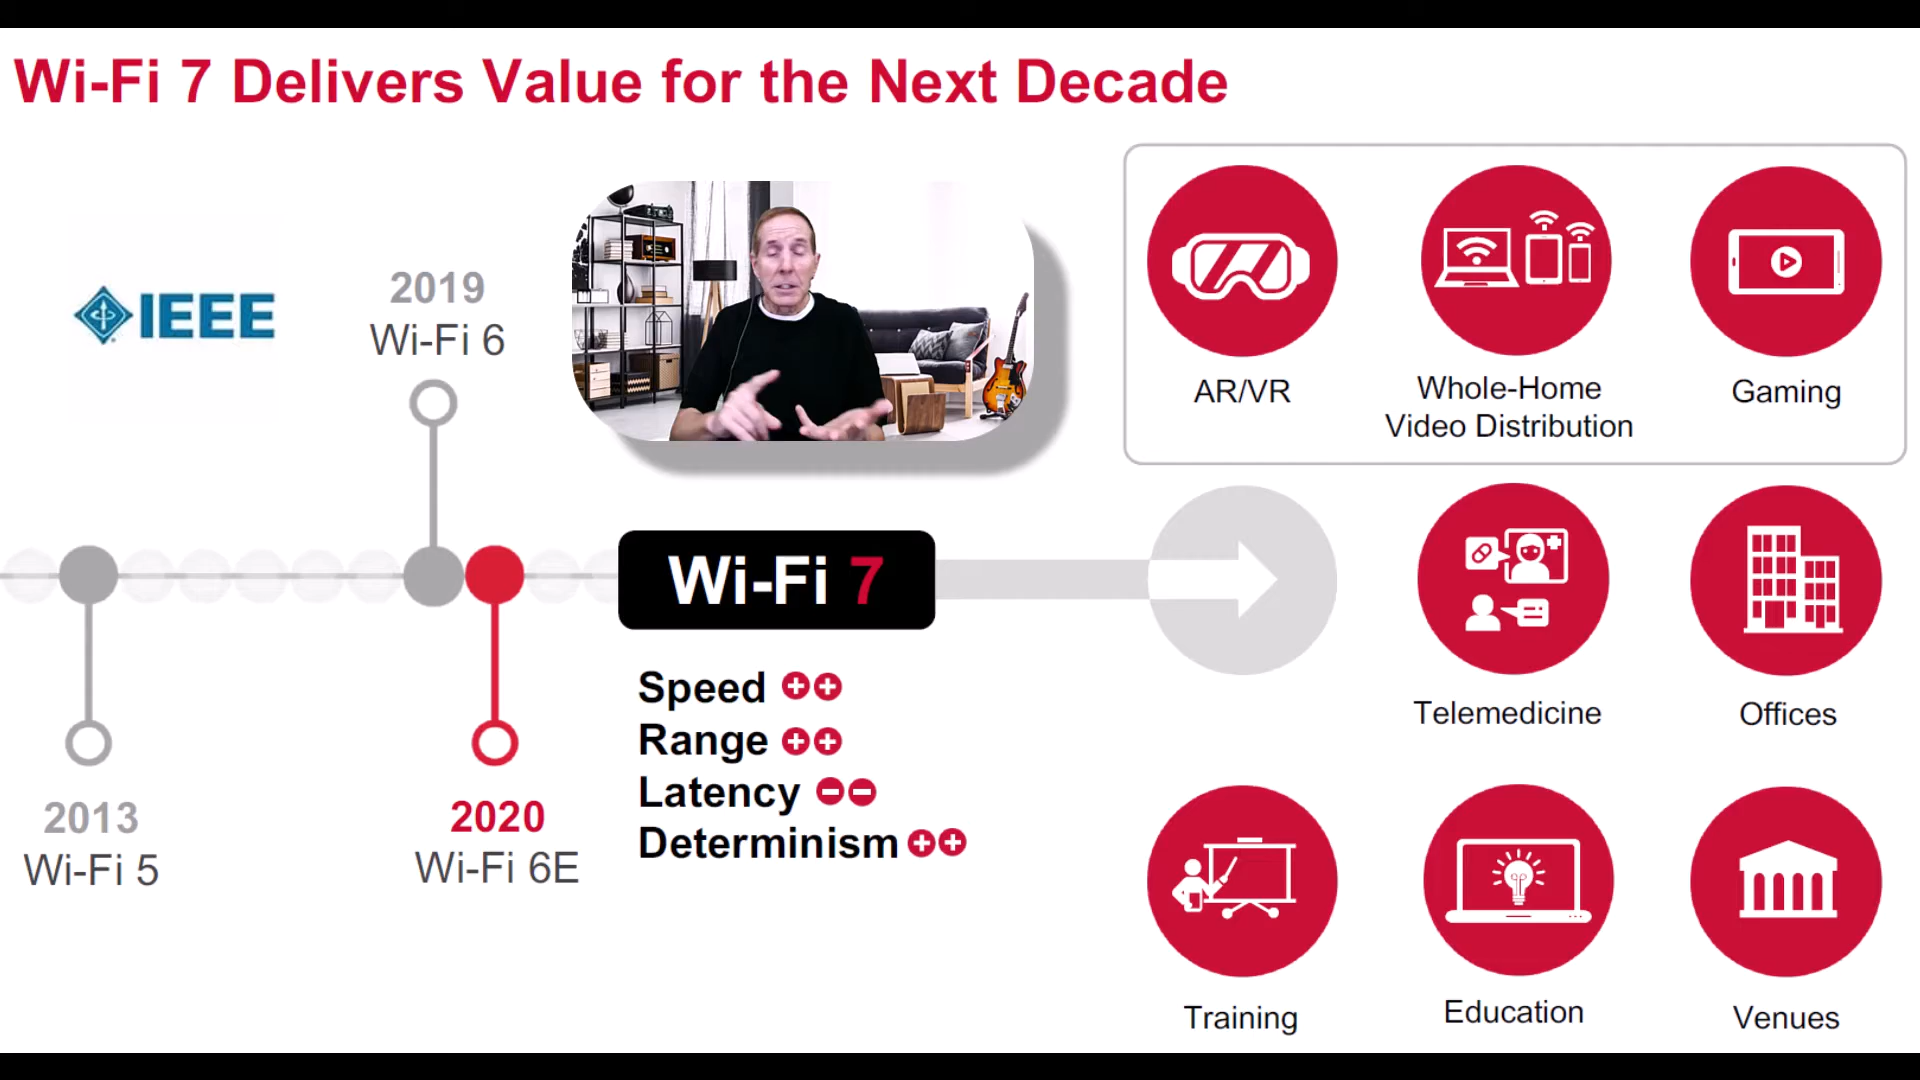 Wi-Fi 7 Delivers Value for the Next Decade
IEEE
2019
Wi-Fi 6
2013
Wi-Fi 5
2020
Wi-Fi 6E
Wi-Fi 7
Speed
Range
Latency
Determinism
AR/VR
Whole-Home
Video Distribution
Gaming
Telemedicine
Offices
Training
Education
Venues